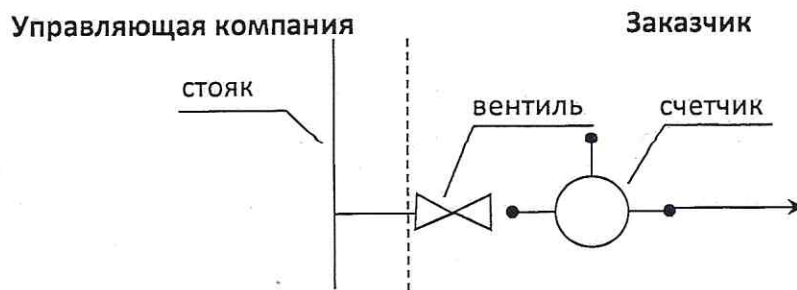 Управляющая компания
Заказчик
стояк
вентиль
счетчик